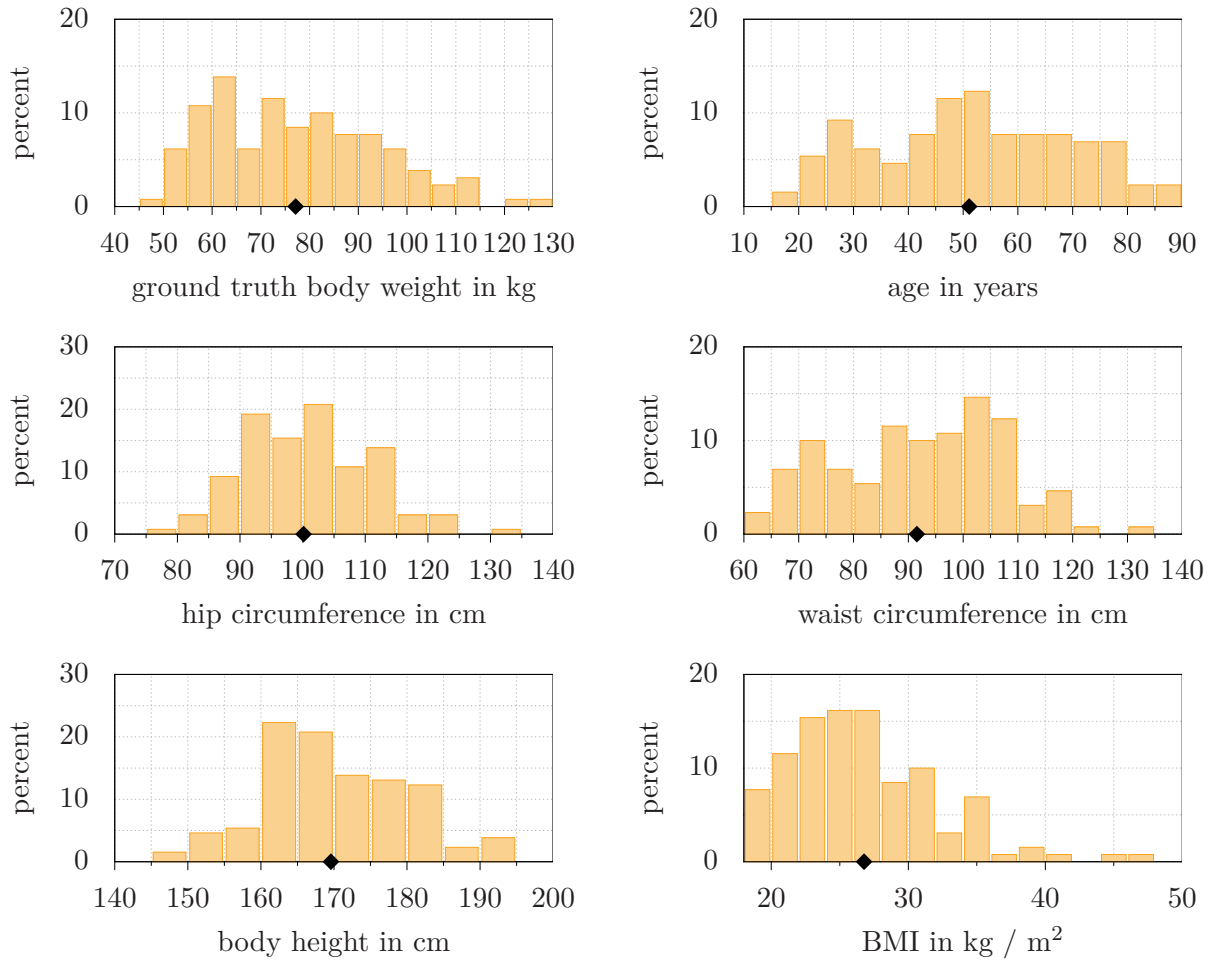 20
10
0
percent
40 50 60 70 80 90 100 110 120 130
ground truth body weight in kg
20
10
0
percent
10 20 30 40 50 60 70 80 90
age in years
30
20
10
0
percent
70 80 90 100 110 120 130 140
hip circumference in cm
20
10
0
percent
60 70 80 90 100 110 120 130 140
waist circumference in cm
30
20
10
0
percent
140 150 160 170 180 190 200
body height in cm
20
10
0
percent
20 30 40 50
BMI in kg / m²